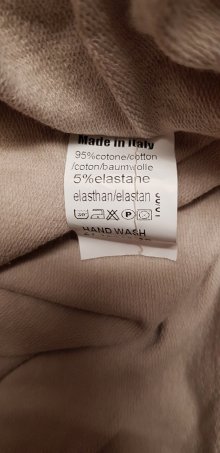 Made in Italy
95%cotone/cotton
/coton/baumwolle
5%elastane
elasthan/elastan
HAND WASH